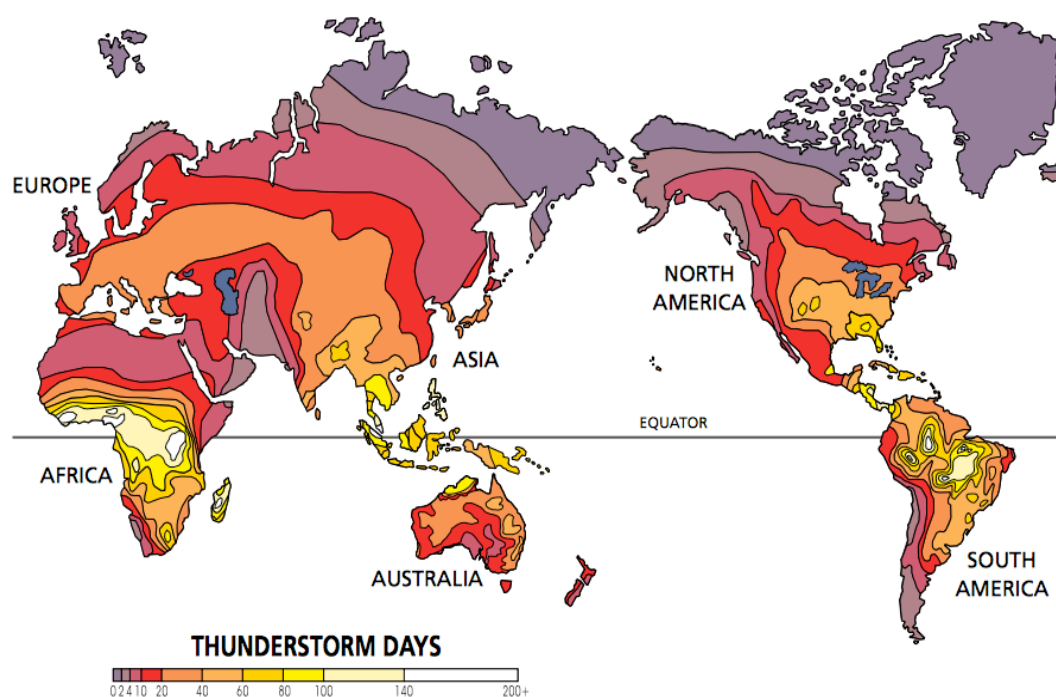 EUROPE
NORTH
AMERICA
ASIA
EQUATOR
AFRICA
AUSTRALIA
SOUTH
AMERICA
THUNDERSTORM DAYS
0 2 4 10 20 40 60 80 100 140 200+